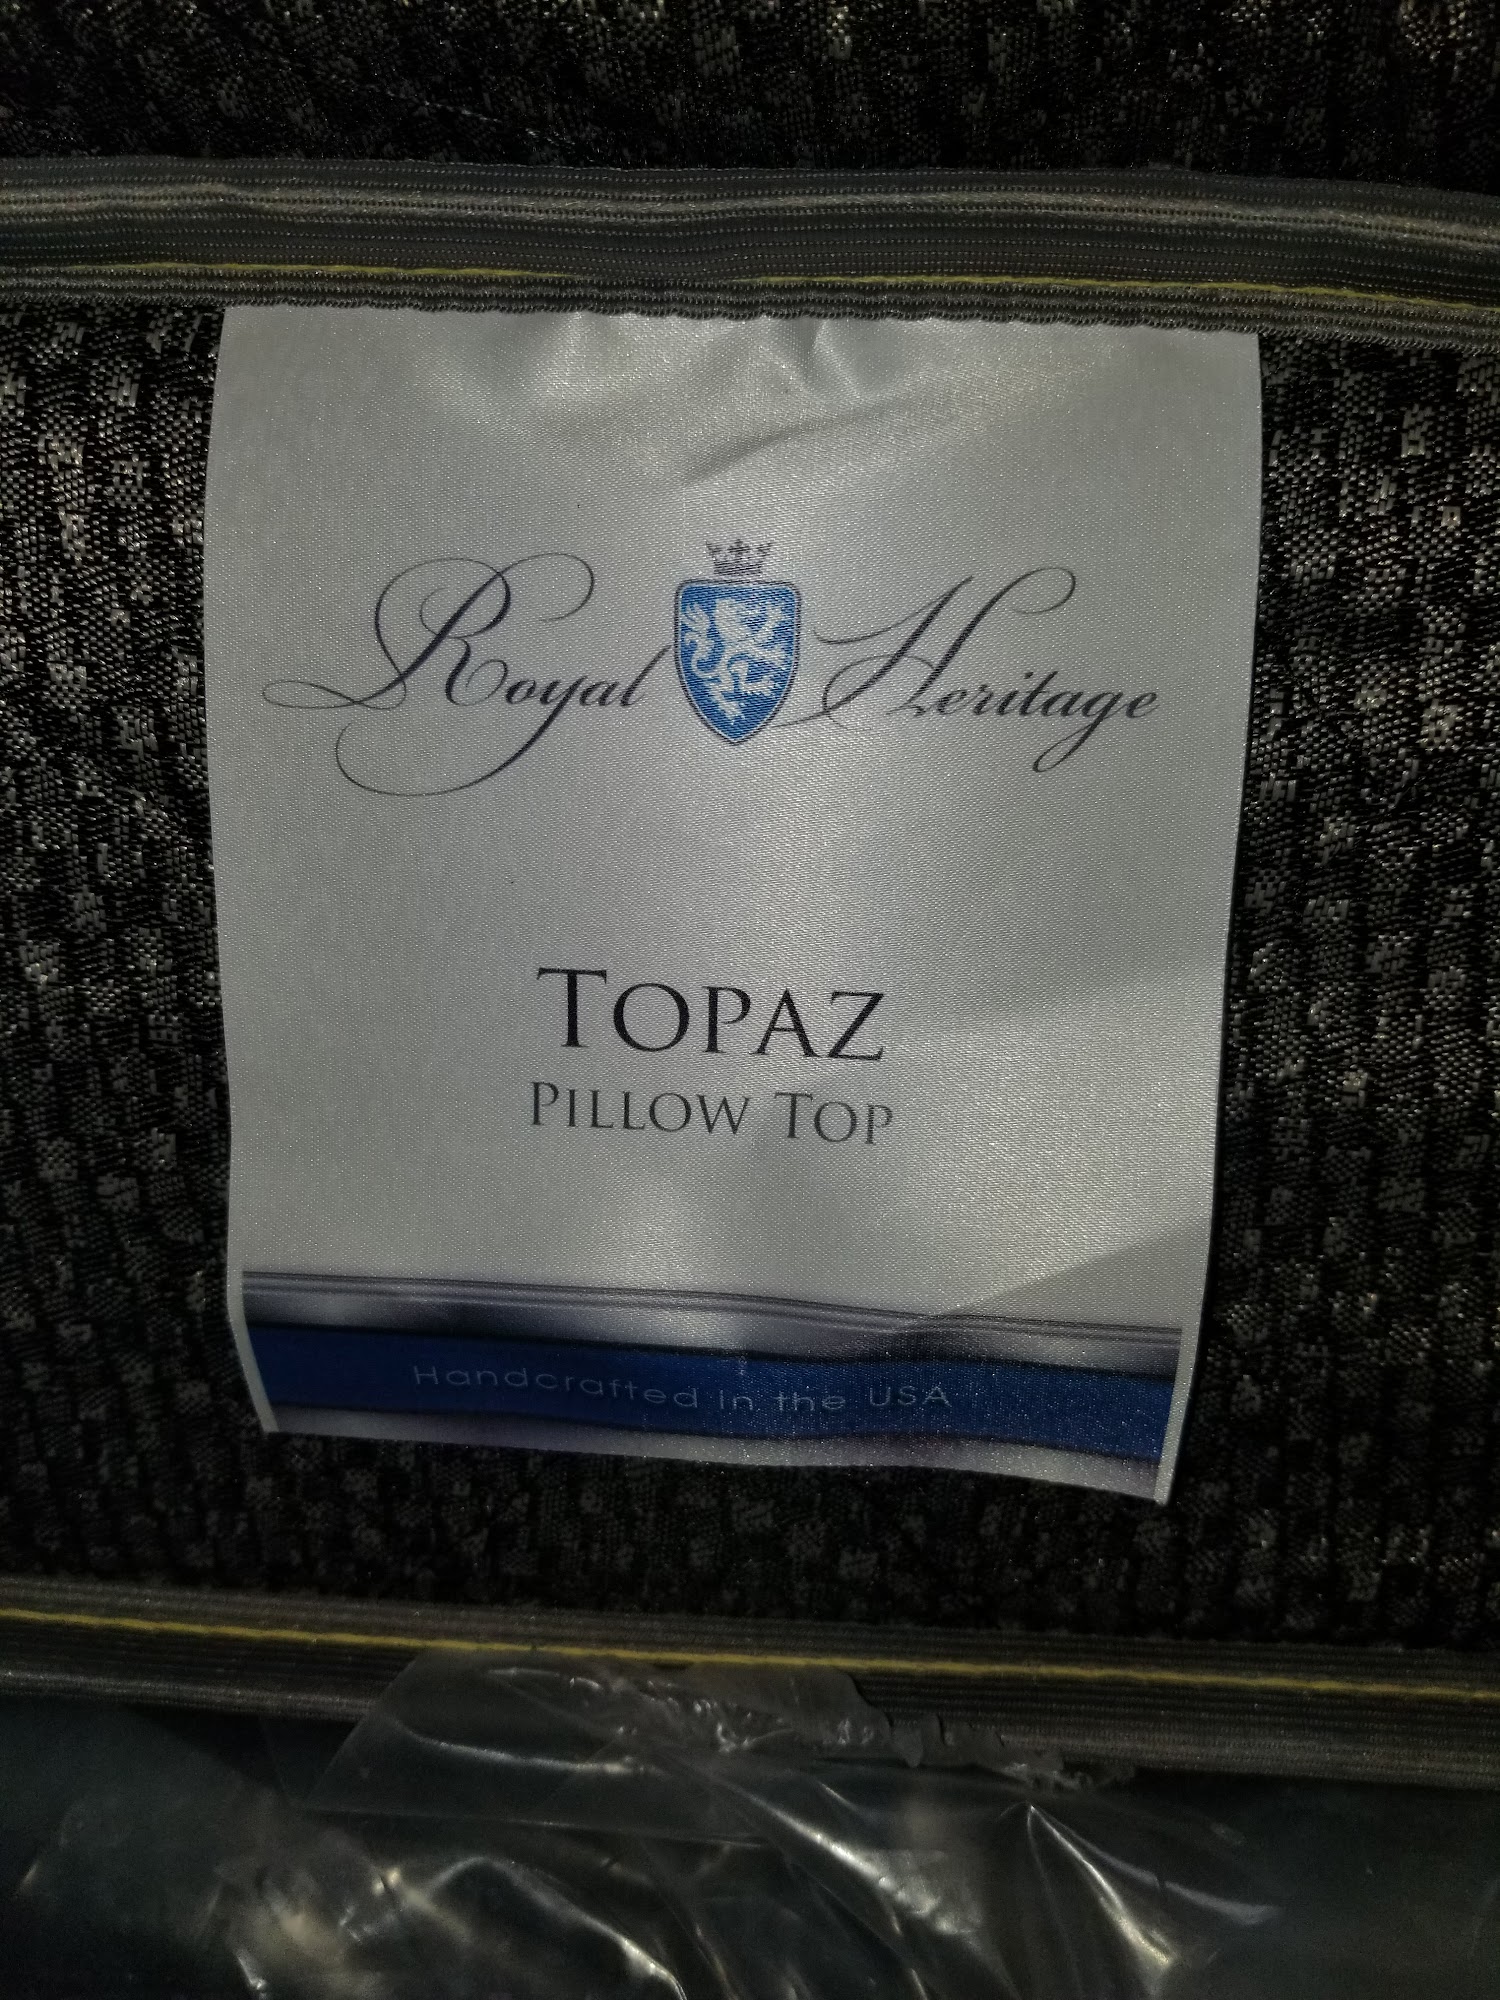 Royal Heritage
TOPAZ
PILLOW TOP
Handcrafted in the USA